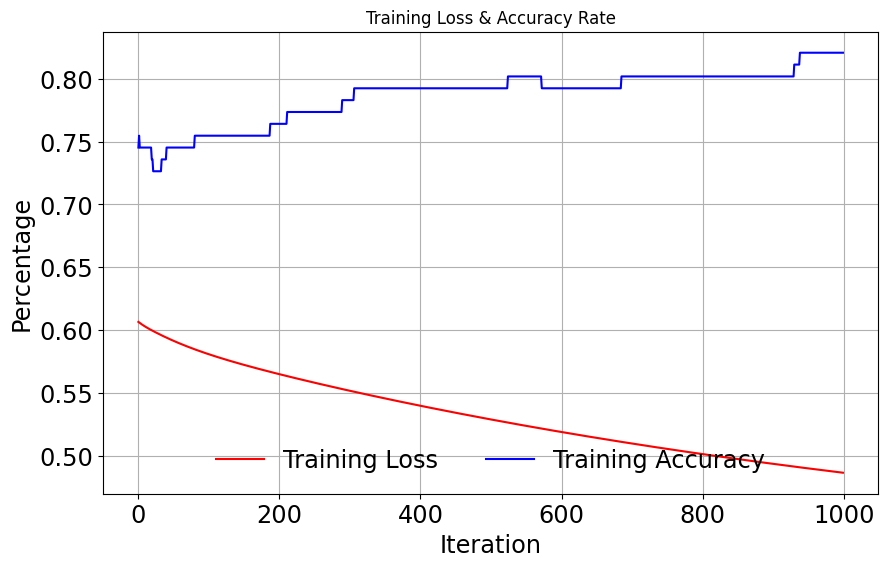 Training Loss & Accuracy Rate
0.80
0.75
0.70
0.65
0.60
0.55
0.50
Percentage
Training Loss Training Accuracy
0 200 400 600 800 1000
Iteration